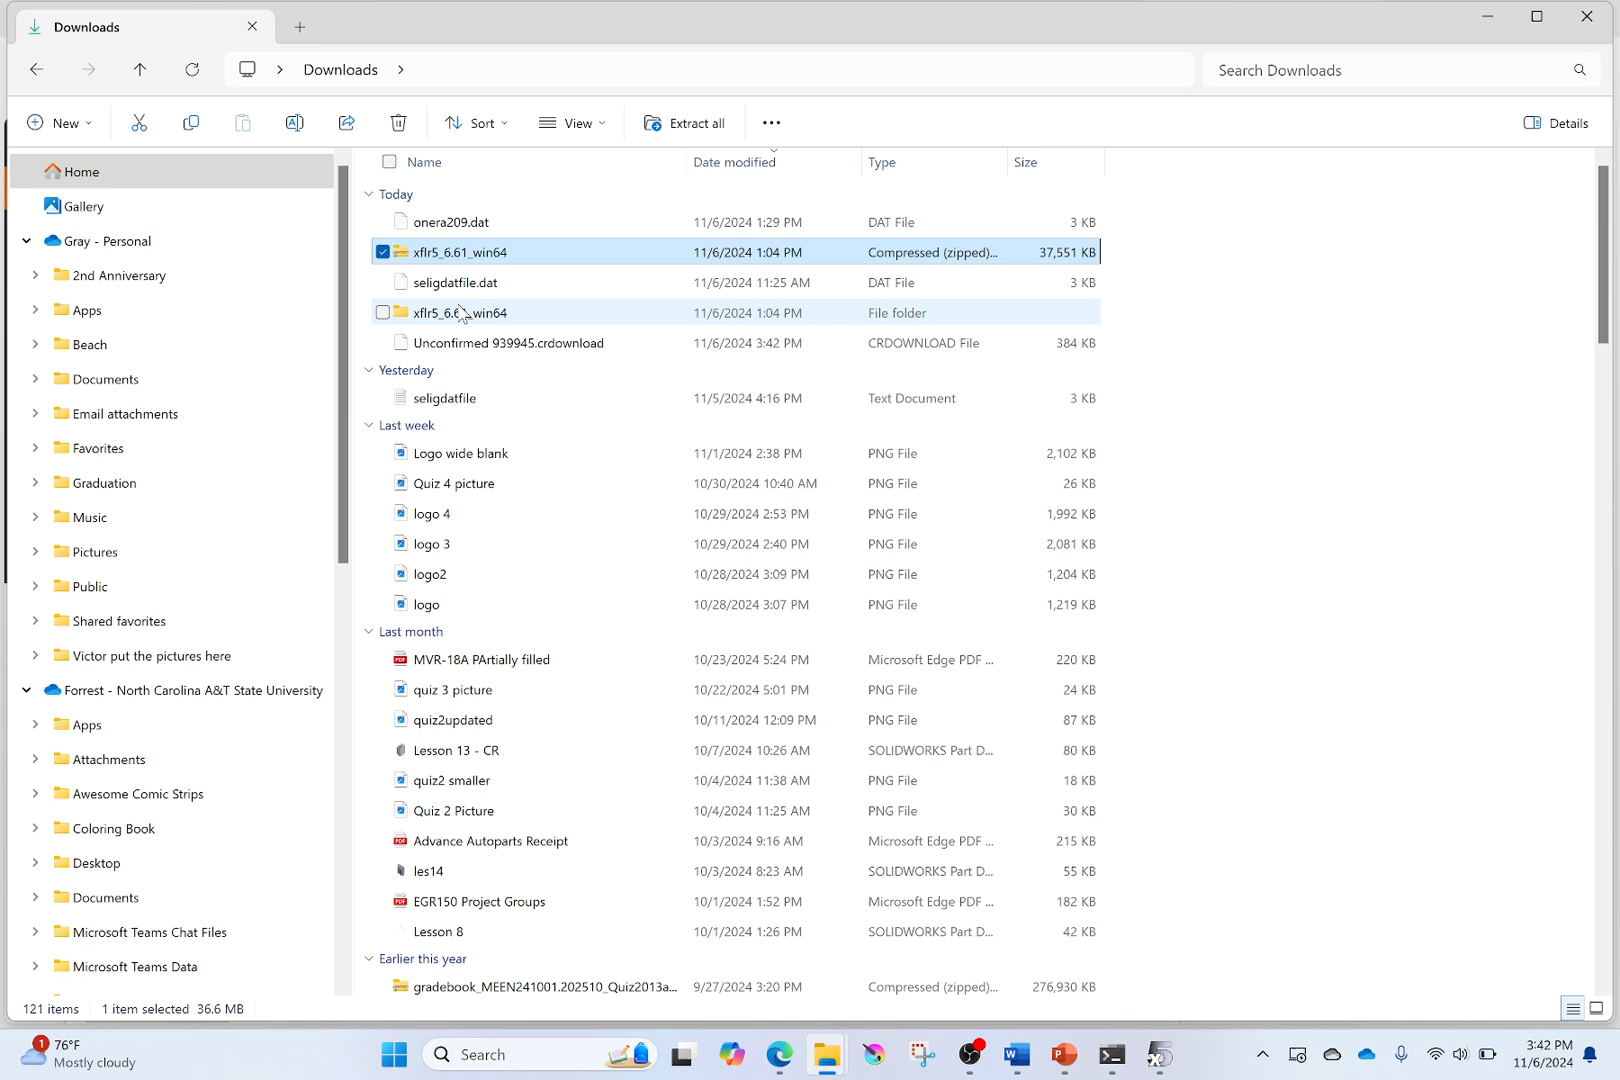 Downloads
Downloads
Search Downloads
New
Sort
View
Extract all
Details
Name Date modified Type Size
Home
Gallery
Gray - Personal
2nd Anniversary
Apps
Beach
Documents
Email attachments
Favorites
Graduation
Music
Pictures
Public
Shared favorites
Victor put the pictures here
Forrest - North Carolina A&T State University
Apps
Attachments
Awesome Comic Strips
Coloring Book
Desktop
Documents
Microsoft Teams Chat Files
Microsoft Teams Data
Today
onera209.dat 11/6/2024 1:29 PM DAT File 3 KB
xflr5_6.61_win64 11/6/2024 1:04 PM Compressed (zipped)... 37,551 KB
seligdatfile.dat 11/6/2024 11:25 AM DAT File 3 KB
xflr5_6.61_win64 11/6/2024 1:04 PM File folder
Unconfirmed 939945.crdownload 11/6/2024 3:42 PM CRDOWNLOAD File 384 KB
Yesterday
seligdatfile 11/5/2024 4:16 PM Text Document 3 KB
Last week
Logo wide blank 11/1/2024 2:38 PM PNG File 2,102 KB
Quiz 4 picture 10/30/2024 10:40 AM PNG File 26 KB
logo 4 10/29/2024 2:53 PM PNG File 1,992 KB
logo 3 10/29/2024 2:40 PM PNG File 2,081 KB
logo2 10/28/2024 3:09 PM PNG File 1,204 KB
logo 10/28/2024 3:07 PM PNG File 1,219 KB
Last month
MVR-18A PArtially filled 10/23/2024 5:24 PM Microsoft Edge PDF ... 220 KB
quiz 3 picture 10/22/2024 5:01 PM PNG File 24 KB
quiz2updated 10/11/2024 12:09 PM PNG File 87 KB
Lesson 13 - CR 10/7/2024 10:26 AM SOLIDWORKS Part D... 80 KB
quiz2 smaller 10/4/2024 11:38 AM PNG File 18 KB
Quiz 2 Picture 10/4/2024 11:25 AM PNG File 30 KB
Advance Autoparts Receipt 10/3/2024 9:16 AM Microsoft Edge PDF ... 215 KB
les14 10/3/2024 8:23 AM SOLIDWORKS Part D... 55 KB
EGR150 Project Groups 10/1/2024 1:52 PM Microsoft Edge PDF ... 182 KB
Lesson 8 10/1/2024 1:26 PM SOLIDWORKS Part D... 42 KB
Earlier this year
gradebook_MEEN241001.202510_Quiz2013a... 9/27/2024 3:20 PM Compressed (zipped)... 276,930 KB
121 items 1 item selected 36.6 MB
1
76°F
Mostly cloudy
Search
3:42 PM
11/6/2024